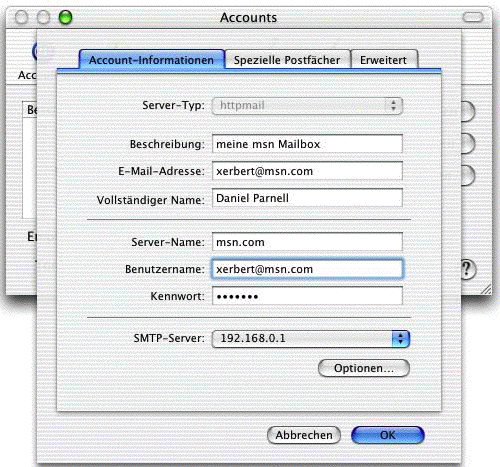 Accounts
Account-Informationen Spezielle Postfächer Erweitert
Server-Typ: httpmail
Beschreibung: meine msn Mailbox
E-Mail-Adresse: xerbert@msn.com
Vollständiger Name: Daniel Parnell
Server-Name: msn.com
Benutzername: xerbert@msn.com
Kennwort: •••••••
SMTP-Server: 192.168.0.1
Optionen...
?
Abbrechen OK